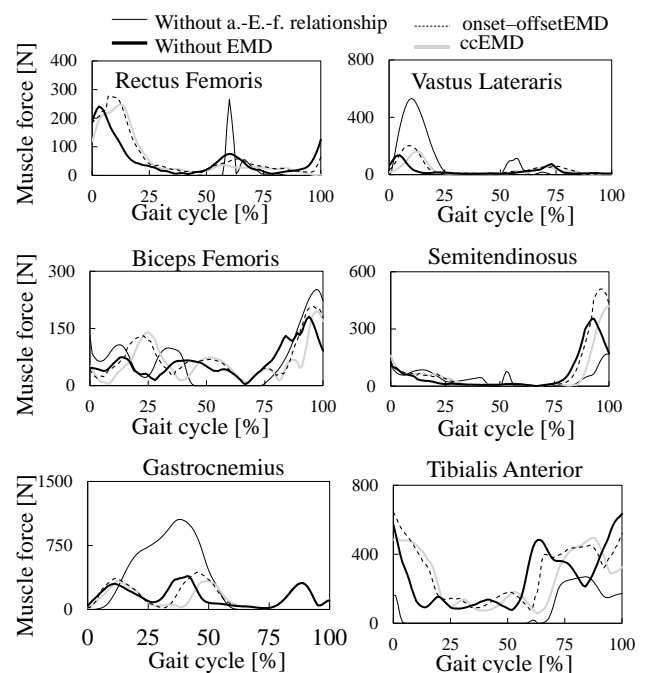 Without a.-E.-f. relationship
onset–offsetEMD
Without EMD
ccEMD
Muscle force [N]
400
300
200
100
0
Rectus Femoris
0 25 50 75 100
Gait cycle [%]
800
400
0
Vastus Lateraris
0 25 50 75 100
Gait cycle [%]
Muscle force [N]
Biceps Femoris
300
150
0
0 25 50 75 100
Gait cycle [%]
Semitendinosus
600
300
0
0 25 50 75 100
Gait cycle [%]
Muscle force [N]
Gastrocnemius
1500
750
0
0 25 50 75 100
Gait cycle [%]
Tibialis Anterior
800
400
0
0 25 50 75 100
Gait cycle [%]